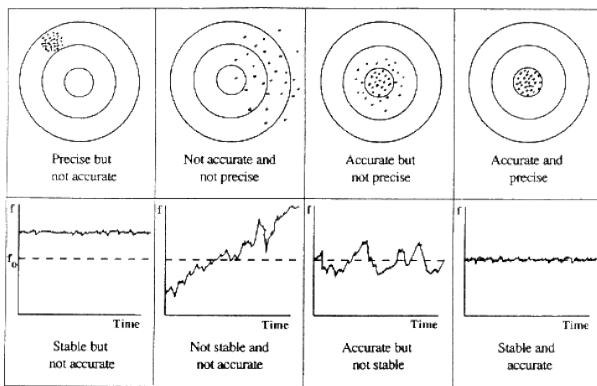 Precise but
not accurate
Not accurate and
not precise
Accurate but
not precise
Accurate and
precise
f
f₀
Time
Stable but
not accurate
f
Time
Not stable and
not accurate
f
Time
Accurate but
not stable
f
Time
Stable and
accurate